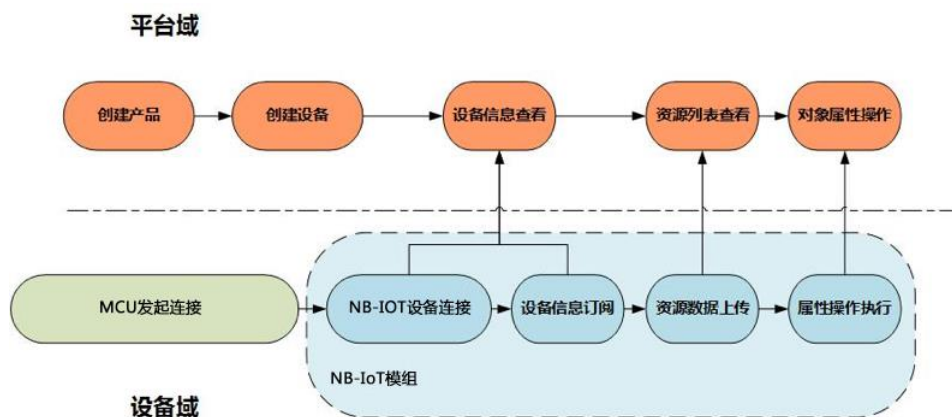 平台域
创建产品
创建设备
设备信息查看
资源列表查看
对象属性操作
MCU发起连接
NB-IOT设备连接
设备信息订阅
资源数据上传
属性操作执行
NB-IoT模组
设备域